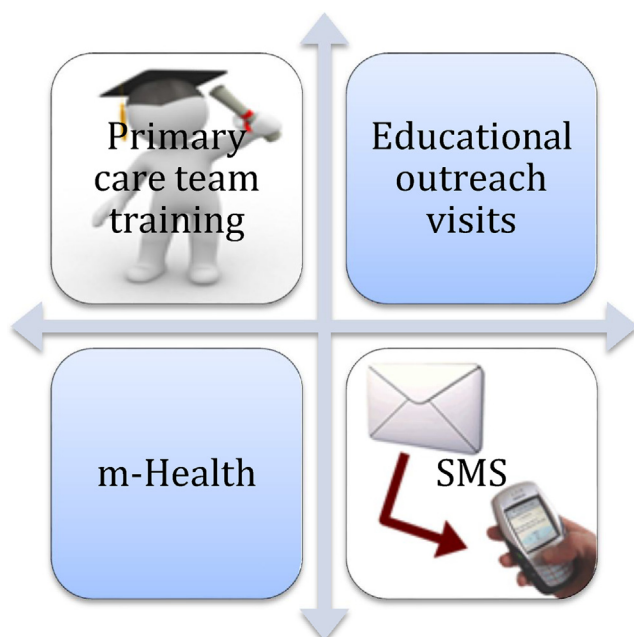 Primary
care team
training
Educational
outreach
visits
m-Health
SMS